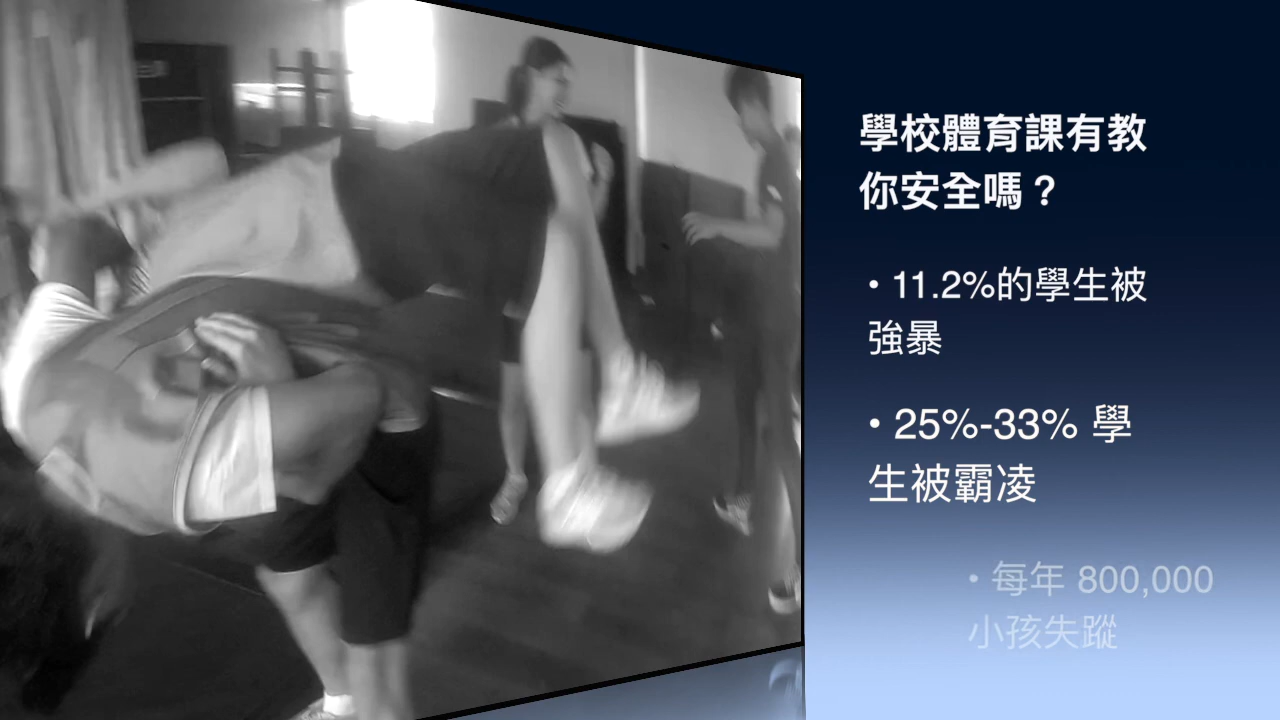 學校體育課有教
你安全嗎？
• 11.2%的學生被
強暴
• 25%-33% 學
生被霸凌
• 每年 800,000
小孩失蹤